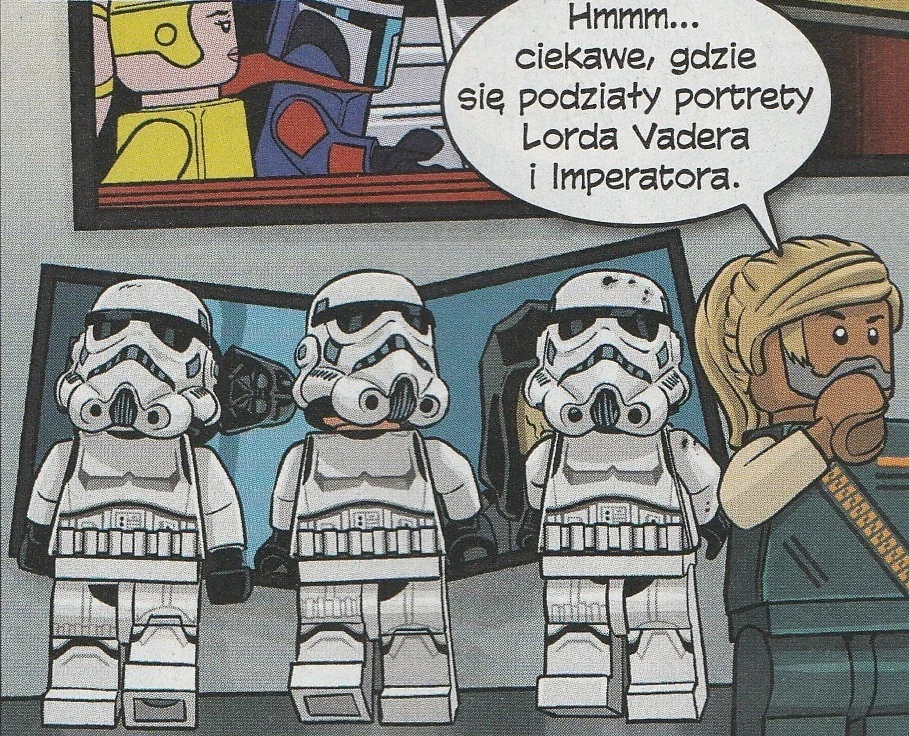 Hmmm...
ciekawe, gdzie
się podziały portrety
Lorda Vadera
i Imperatora.